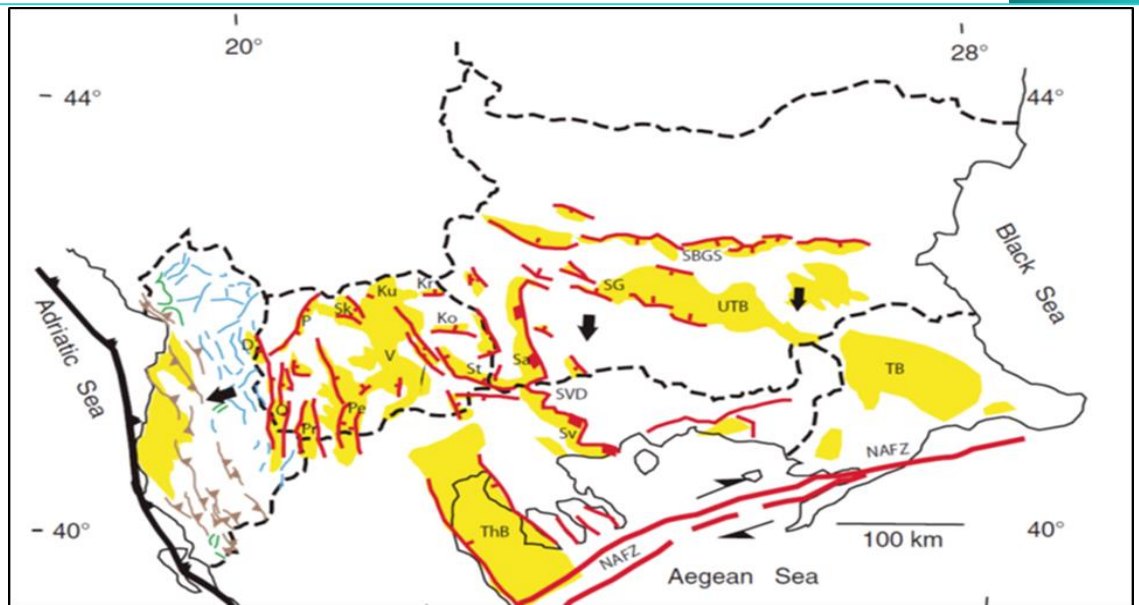 20°
28°
44°
44°
Black Sea
SBGS
Kr
Ku
SG
Sk
UTB
P
Ko
Adriatic Sea
D
V
Sa
St
TB
SVD
O
Pe
Pr
Sv
NAFZ
40°
ThB
40°
100 km
NAFZ
Aegean Sea